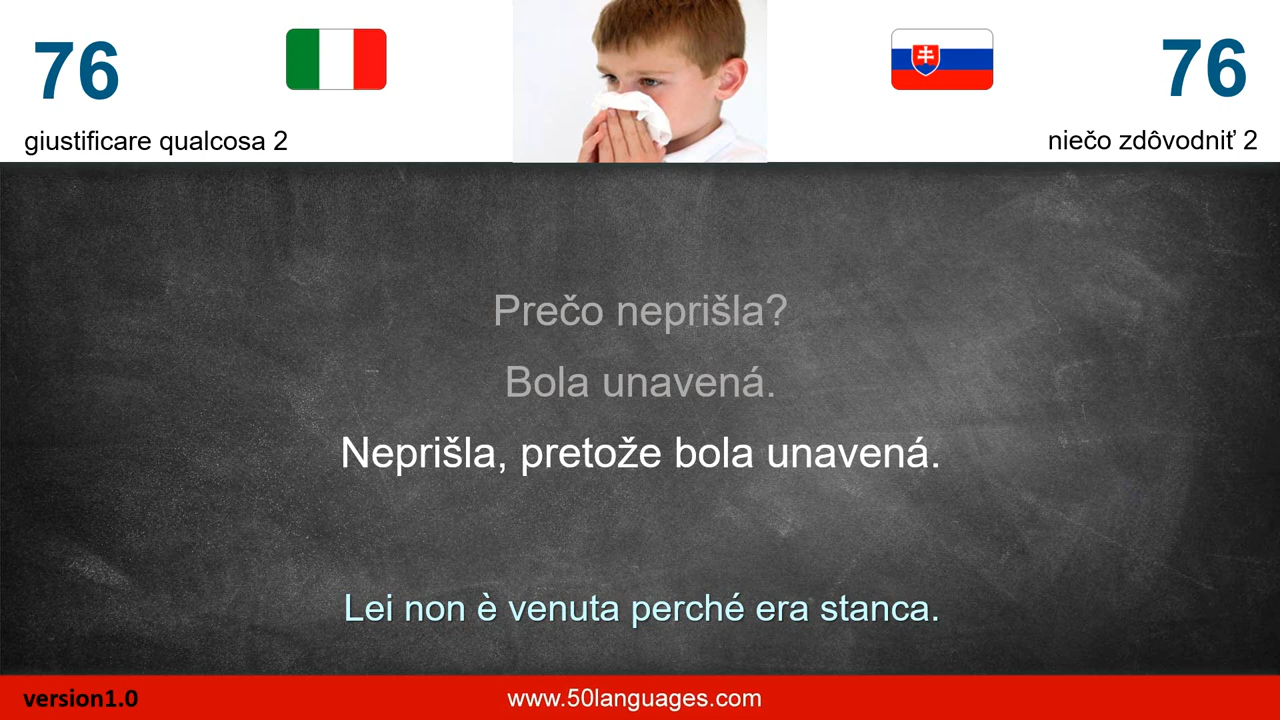 76
76
giustificare qualcosa 2
niečo zdôvodniť 2
Prečo neprišla?
Bola unavená.
Neprišla, pretože bola unavená.
Lei non è venuta perché era stanca.
version1.0
www.50languages.com